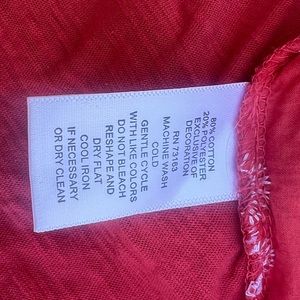 80% COTTON
20% POLYESTER
EXCLUSIVE OF
DECORATION
RN 73163
MACHINE WASH
COLD
GENTLE CYCLE
WITH LIKE COLORS
DO NOT BLEACH
RESHAPE AND
DRY FLAT
COOL IRON
IF NECESSARY
OR DRY CLEAN